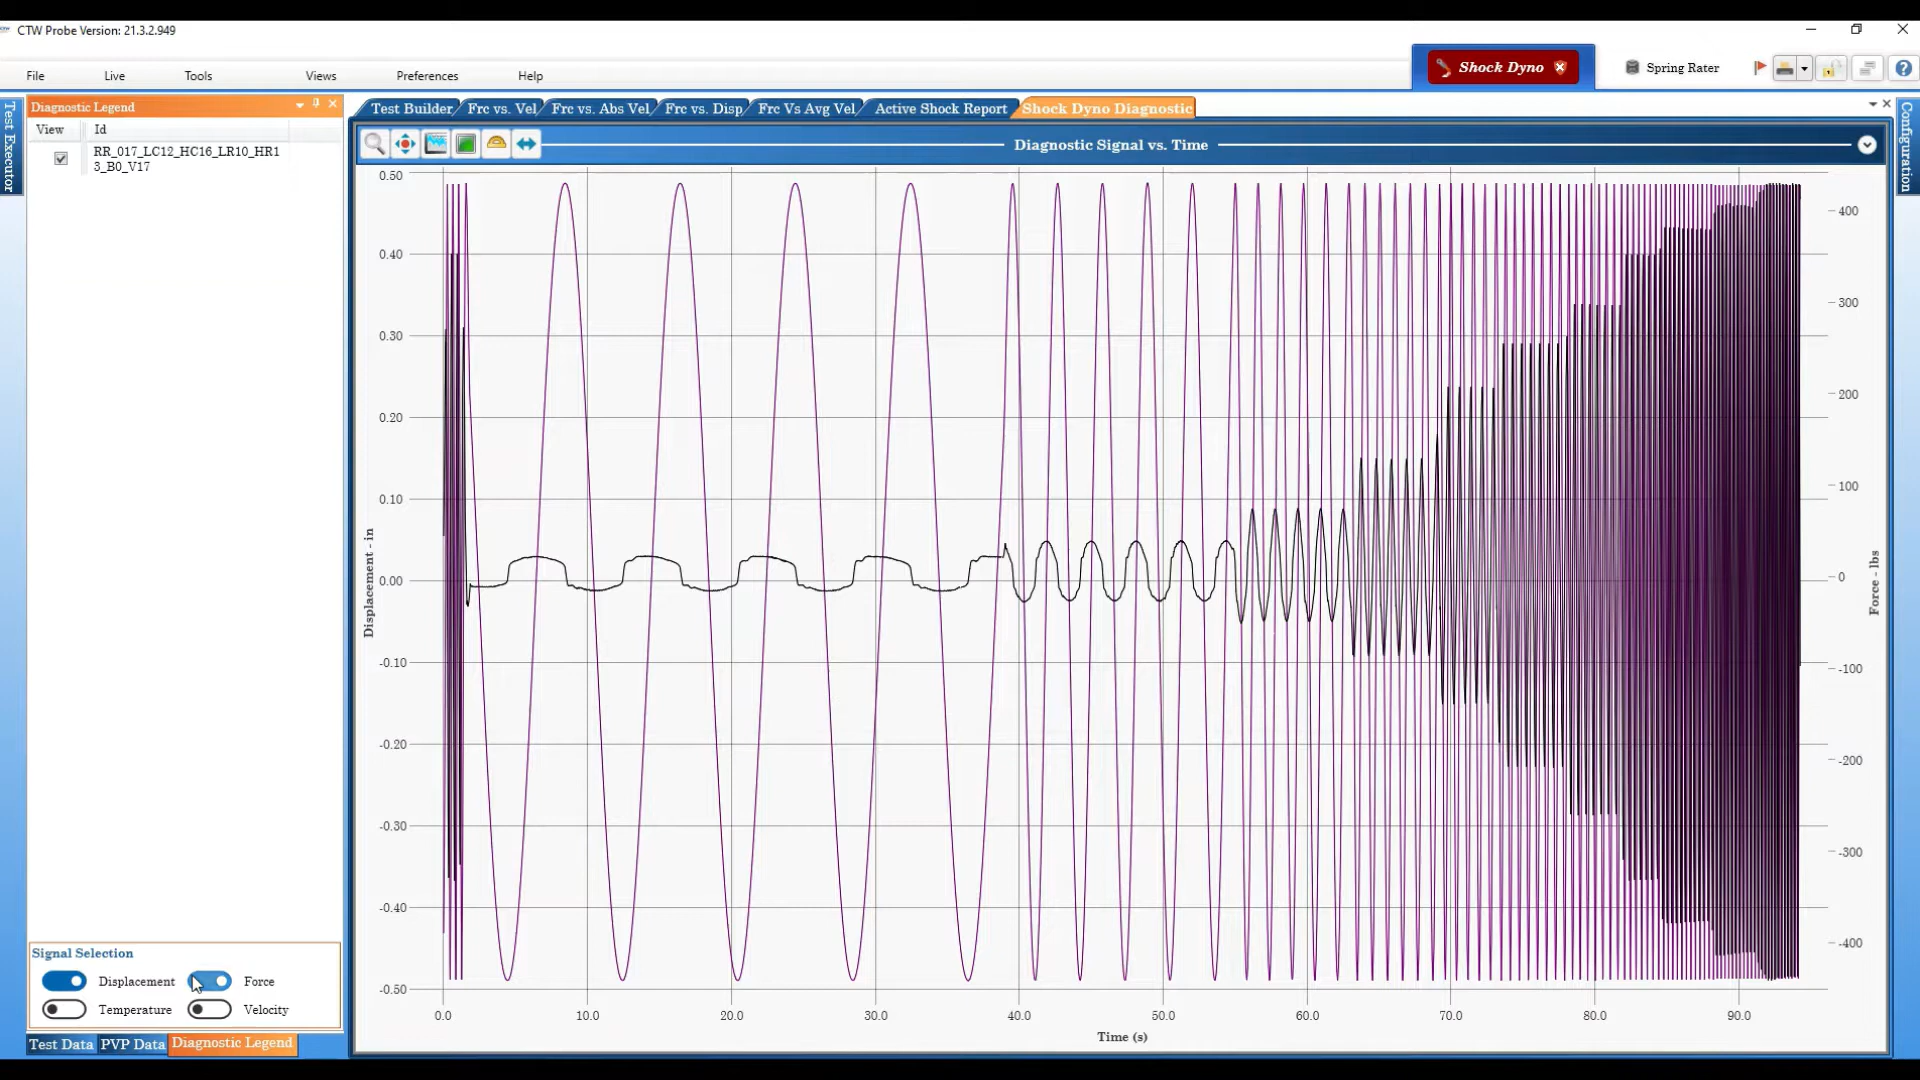 CTW Probe Version: 21.3.2.949
File Live Tools Views Preferences Help
Shock Dyno
Spring Rater
Test Executor
Diagnostic Legend
View Id
RR_017_LC12_HC16_LR10_HR1
3_B0_V17
Test Builder Frc vs. Vel Frc vs. Abs Vel Frc vs. Disp Frc Vs Avg Vel Active Shock Report Shock Dyno Diagnostic
Configuration
Diagnostic Signal vs. Time
0.50
0.40
0.30
0.20
0.10
0.00
-0.10
-0.20
-0.30
-0.40
-0.50
Displacement - in
400
300
200
100
0
-100
-200
-300
-400
Force - lbs
0.0 10.0 20.0 30.0 40.0 50.0 60.0 70.0 80.0 90.0
Time (s)
Signal Selection
Displacement Force
Temperature Velocity
Test Data PVP Data Diagnostic Legend